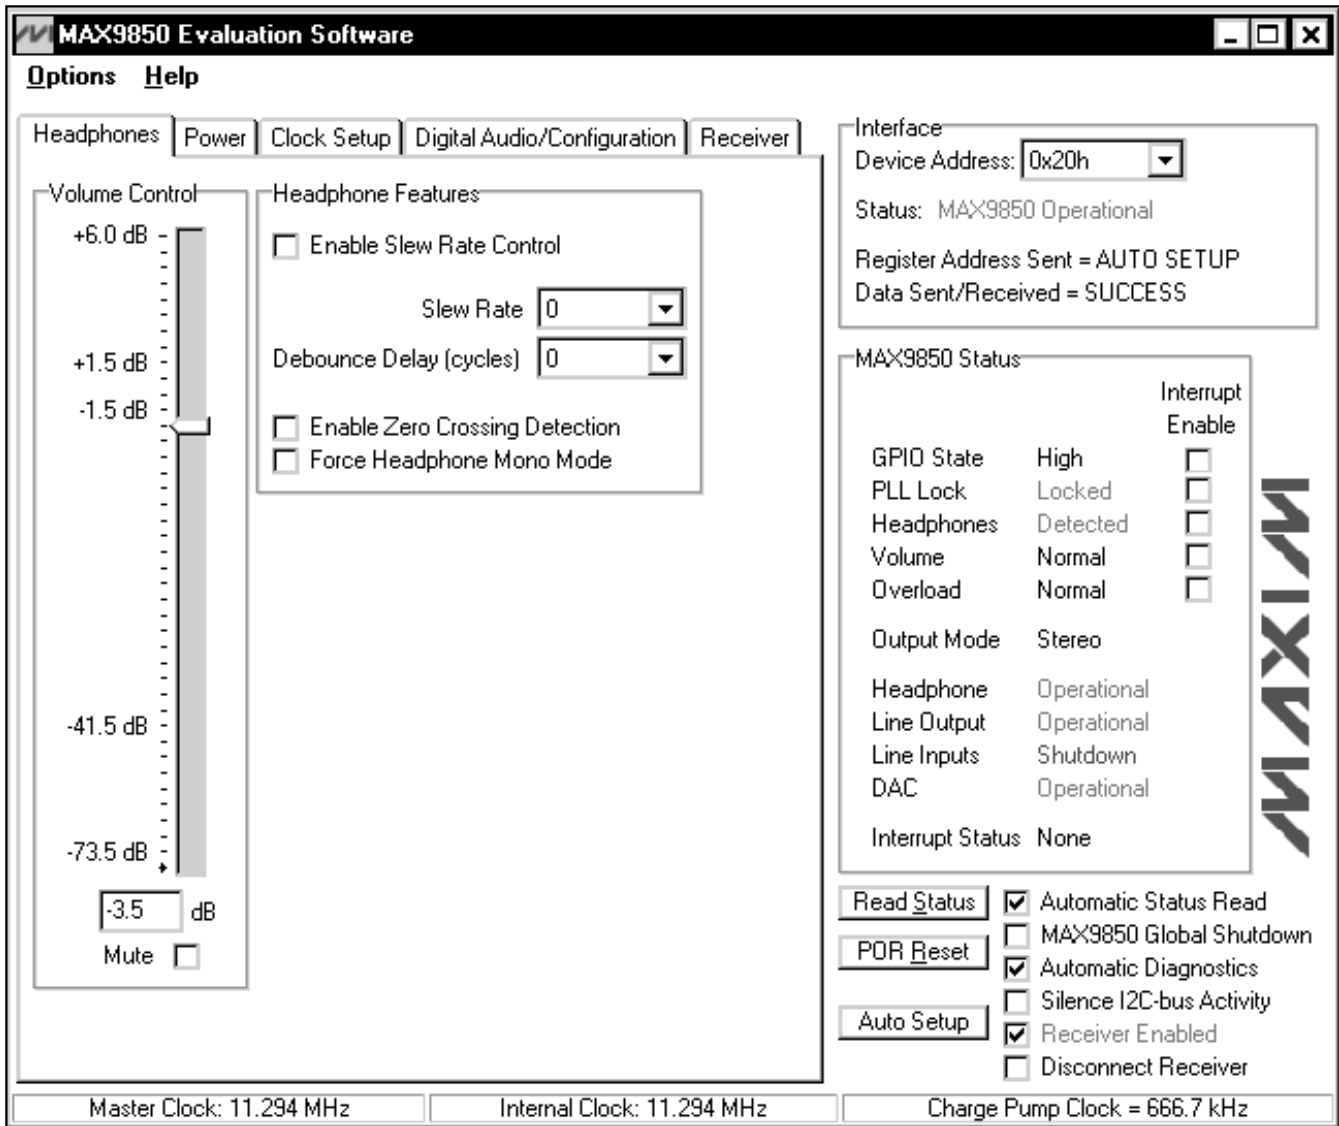 MAX9850 Evaluation Software
Options Help
Headphones Power Clock Setup Digital Audio/Configuration Receiver
Volume Control
+6.0 dB
+1.5 dB
-1.5 dB
-41.5 dB
-73.5 dB
-3.5 dB
Mute
Headphone Features
Enable Slew Rate Control
Slew Rate 0
Debounce Delay (cycles) 0
Enable Zero Crossing Detection
Force Headphone Mono Mode
Interface
Device Address: 0x20h
Status: MAX9850 Operational
Register Address Sent = AUTO SETUP
Data Sent/Received = SUCCESS
MAX9850 Status
Interrupt
Enable
GPIO State High
PLL Lock Locked
Headphones Detected
Volume Normal
Overload Normal
Output Mode Stereo
Headphone Operational
Line Output Operational
Line Inputs Shutdown
DAC Operational
Interrupt Status None
MAXIM
Read Status
POR Reset
Auto Setup
Automatic Status Read
MAX9850 Global Shutdown
Automatic Diagnostics
Silence I2C-bus Activity
Receiver Enabled
Disconnect Receiver
Master Clock: 11.294 MHz
Internal Clock: 11.294 MHz
Charge Pump Clock = 666.7 kHz